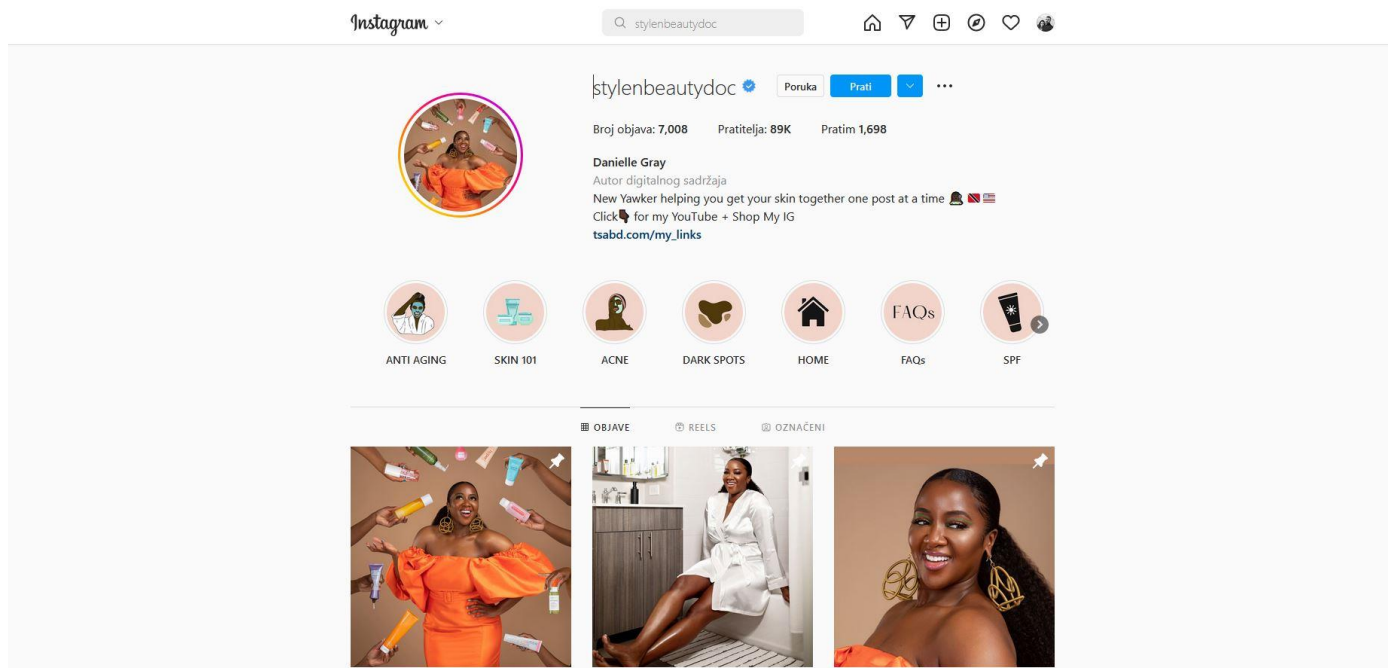 Instagram
stylenbeautydoc
stylenbeautydoc Poruka Prati
Broj objava: 7,008 Pratitelja: 89K Pratim 1,698
Danielle Gray
Autor digitalnog sadržaja
New Yawker helping you get your skin together one post at a time
Click for my YouTube + Shop My IG
tsabd.com/my_links
FAQs
ANTI AGING SKIN 101 ACNE DARK SPOTS HOME FAQs SPF
OBJAVE REELS OZNAČENI